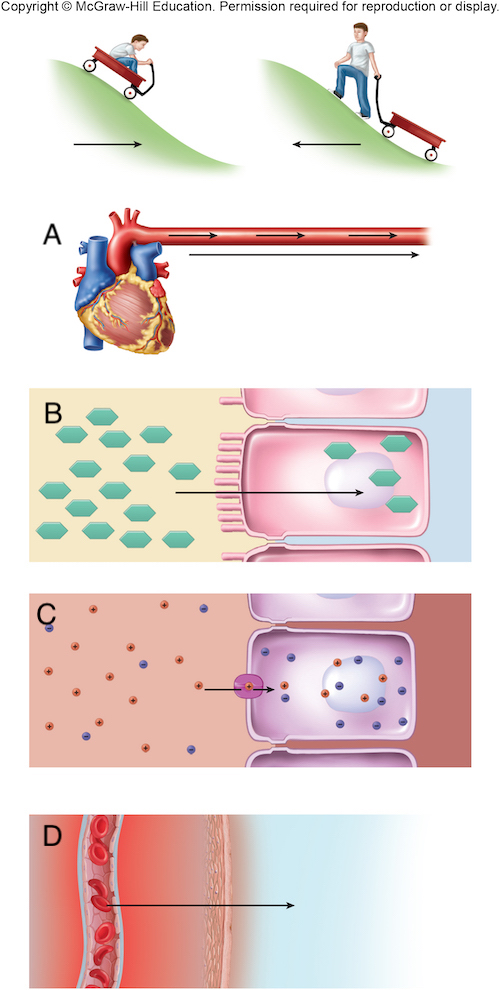 Copyright © McGraw-Hill Education. Permission required for reproduction or display.
A
B
C
D